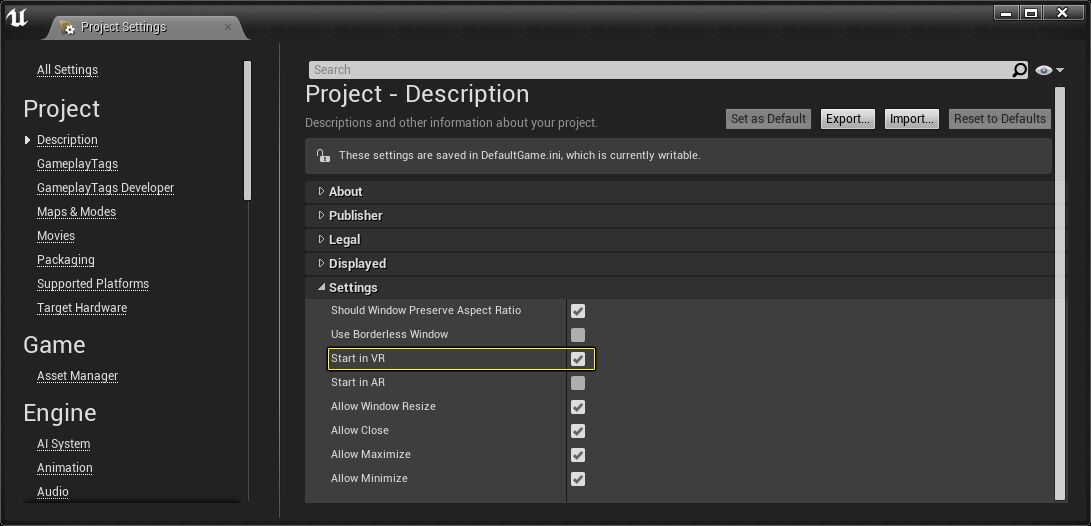 Project Settings
All Settings
Project
Description
GameplayTags
GameplayTags Developer
Maps & Modes
Movies
Packaging
Supported Platforms
Target Hardware
Game
Asset Manager
Engine
AI System
Animation
Audio
Search
Project - Description
Descriptions and other information about your project.
Set as Default Export... Import... Reset to Defaults
These settings are saved in DefaultGame.ini, which is currently writable.
About
Publisher
Legal
Displayed
Settings
Should Window Preserve Aspect Ratio
Use Borderless Window
Start in VR
Start in AR
Allow Window Resize
Allow Close
Allow Maximize
Allow Minimize